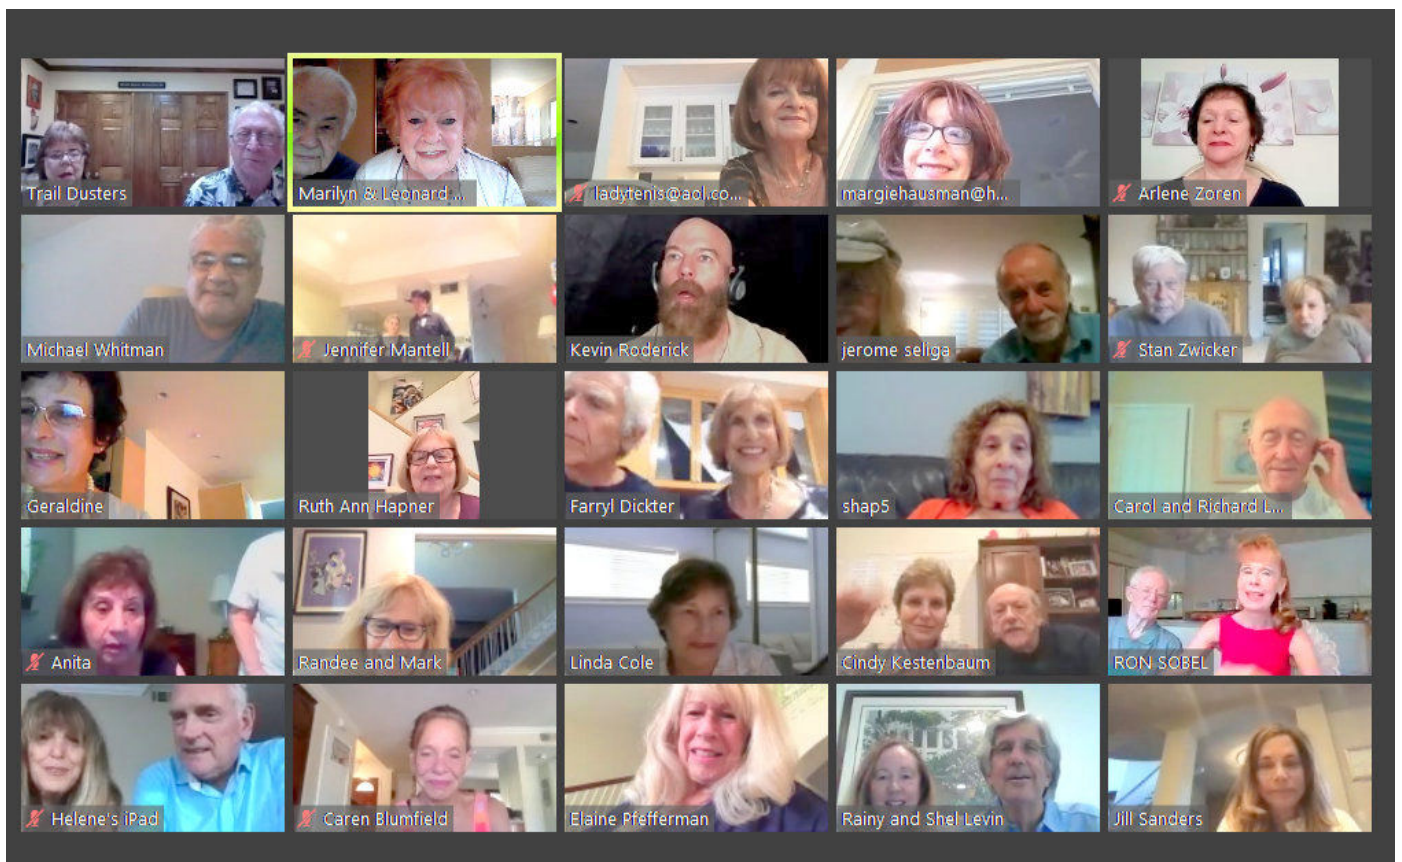 Trail Dusters
Marilyn & Leonard ...
ladytenis@aol.co...
margiehausman@h...
Arlene Zoren
Michael Whitman
Jennifer Mantell
Kevin Roderick
jerome seliga
Stan Zwicker
Geraldine
Ruth Ann Hapner
Farryl Dickter
shap5
Carol and Richard L...
Anita
Randee and Mark
Linda Cole
Cindy Kestenbaum
RON SOBEL
Helene's iPad
Caren Blumfield
Elaine Pfefferman
Rainy and Shel Levin
Jill Sanders